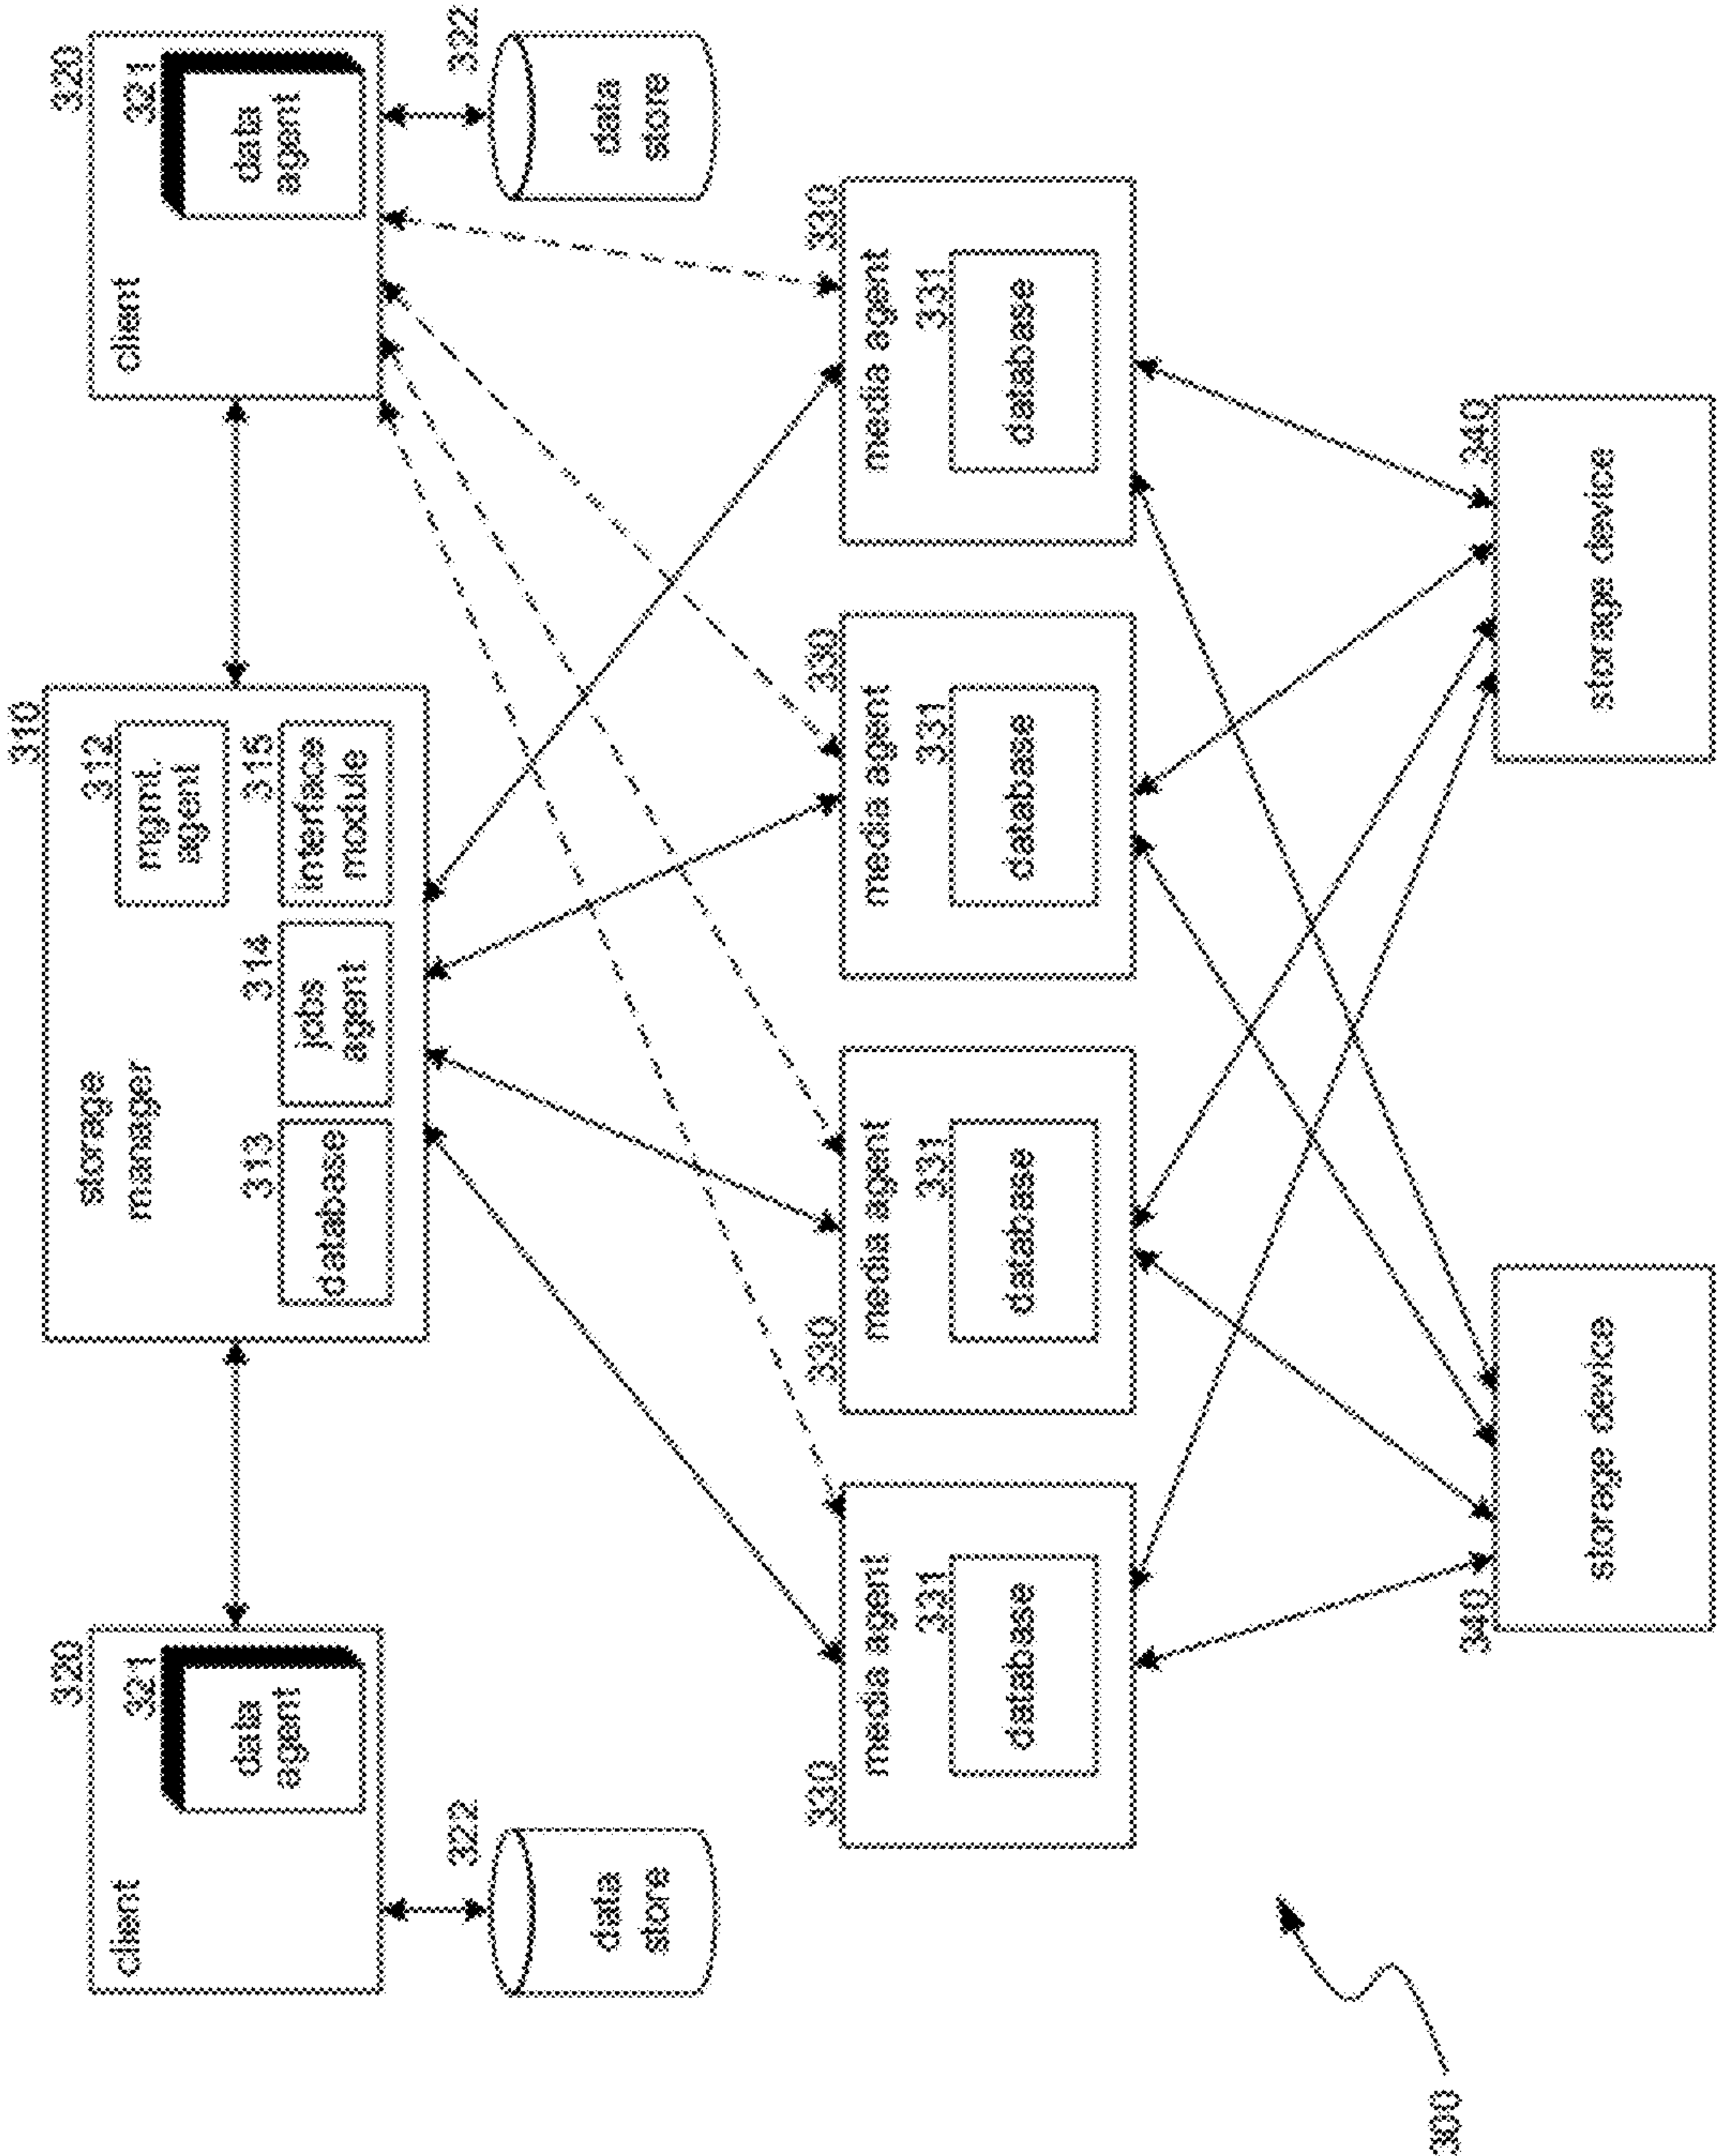 320
client
321
data
agent
322
data
store
310
storage
manager
312
mgmt.
agent
313
database
314
jobs
agent
315
interface
module
320
client
321
data
agent
322
data
store
330
media agent
331
database
330
media agent
331
database
330
media agent
331
database
330
media agent
331
database
340
storage device
340
storage device
300